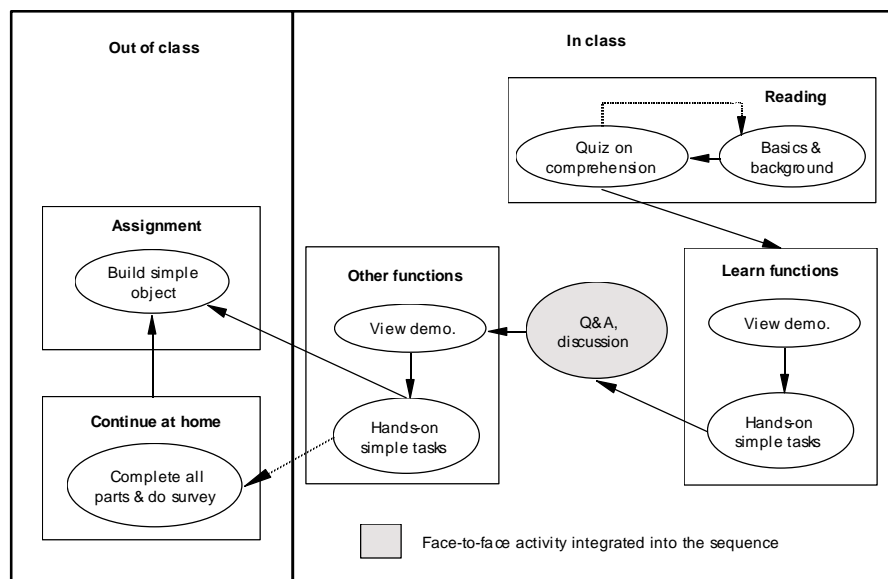 Out of class
In class
Reading
Quiz on
comprehension
Basics &
background
Assignment
Build simple
object
Other functions
View demo.
Hands-on
simple tasks
Q&A,
discussion
Learn functions
View demo.
Hands-on
simple tasks
Continue at home
Complete all
parts & do survey
Face-to-face activity integrated into the sequence